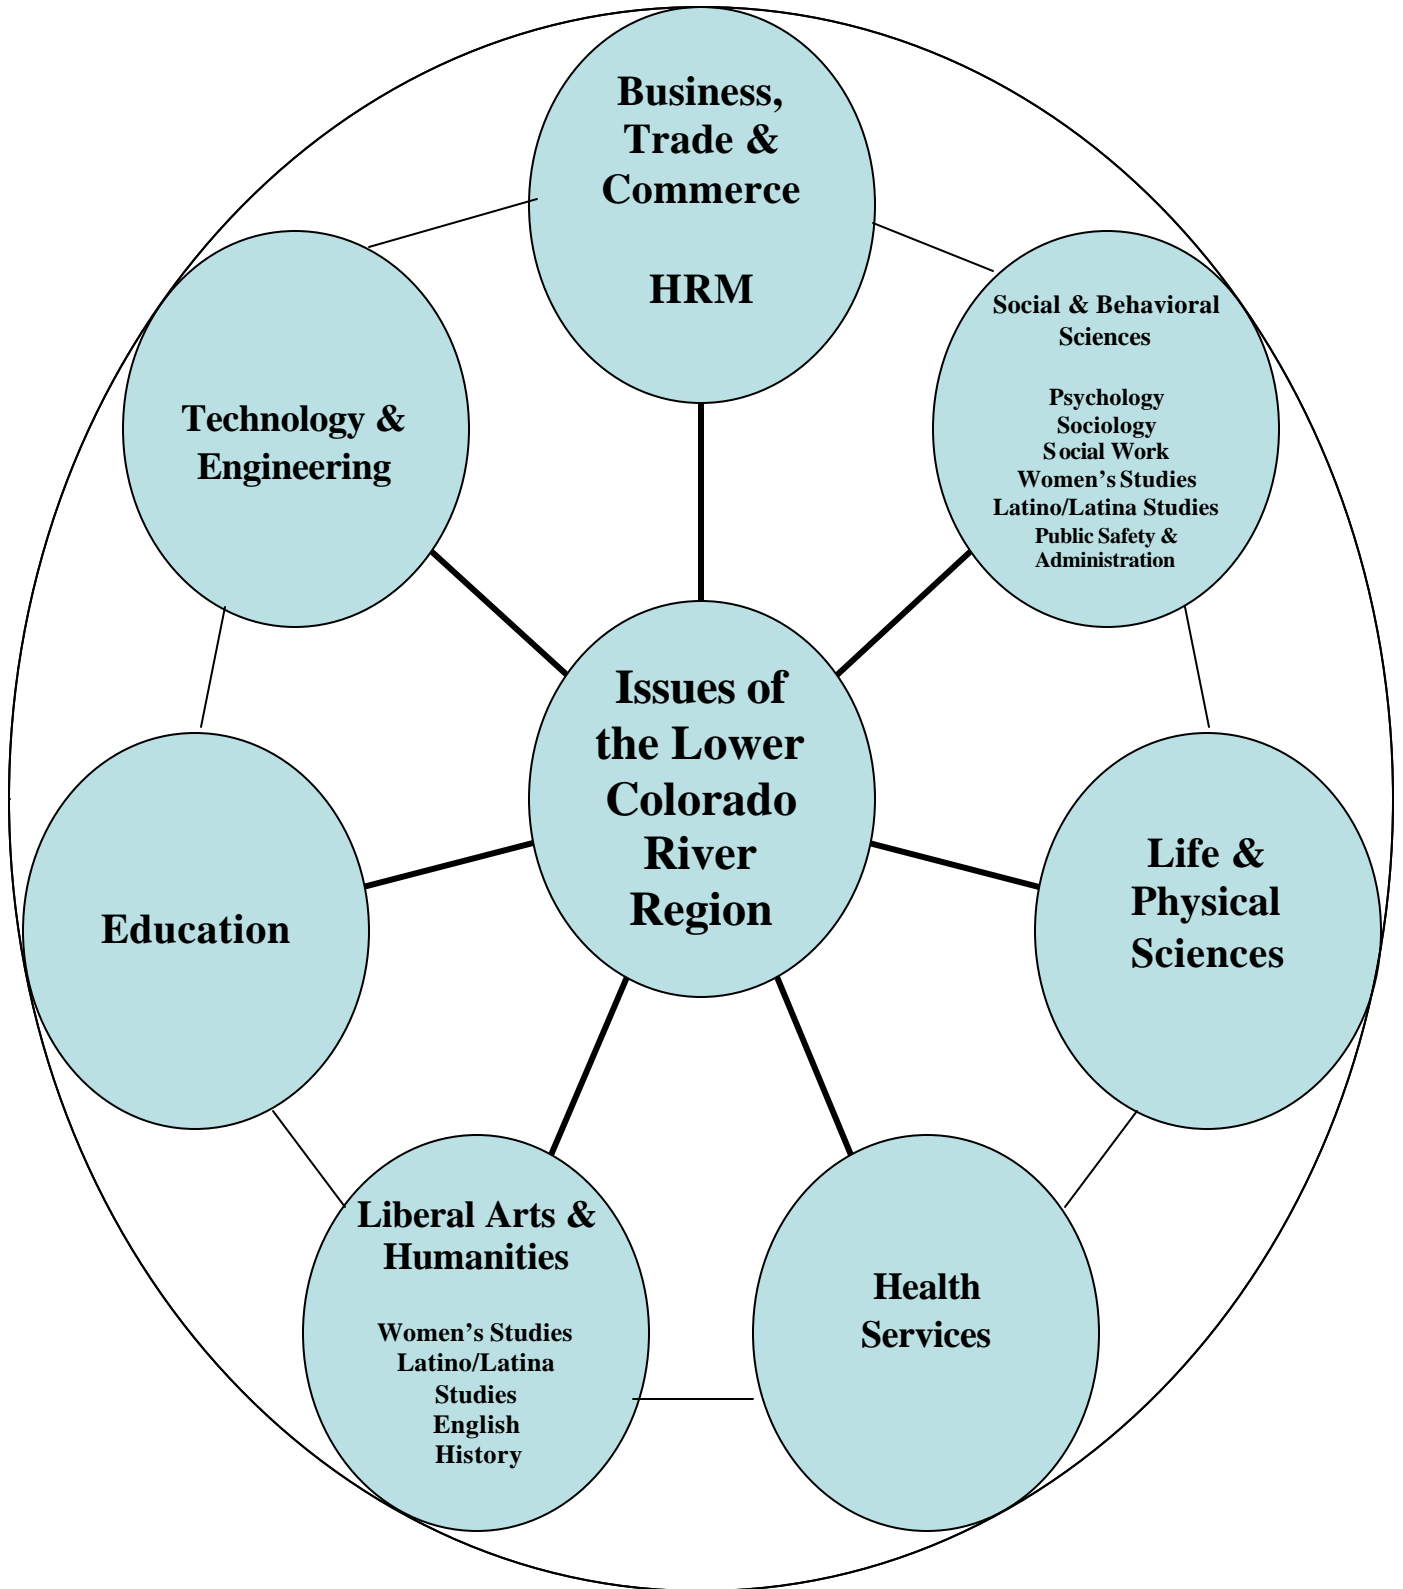 Business,
Trade &
Commerce
HRM
Social & Behavioral
Sciences
Psychology
Sociology
Social Work
Women's Studies
Latino/Latina Studies
Public Safety &
Administration
Technology &
Engineering
Issues of
the Lower
Colorado
River
Region
Life &
Physical
Sciences
Education
Liberal Arts &
Humanities
Women's Studies
Latino/Latina
Studies
English
History
Health
Services